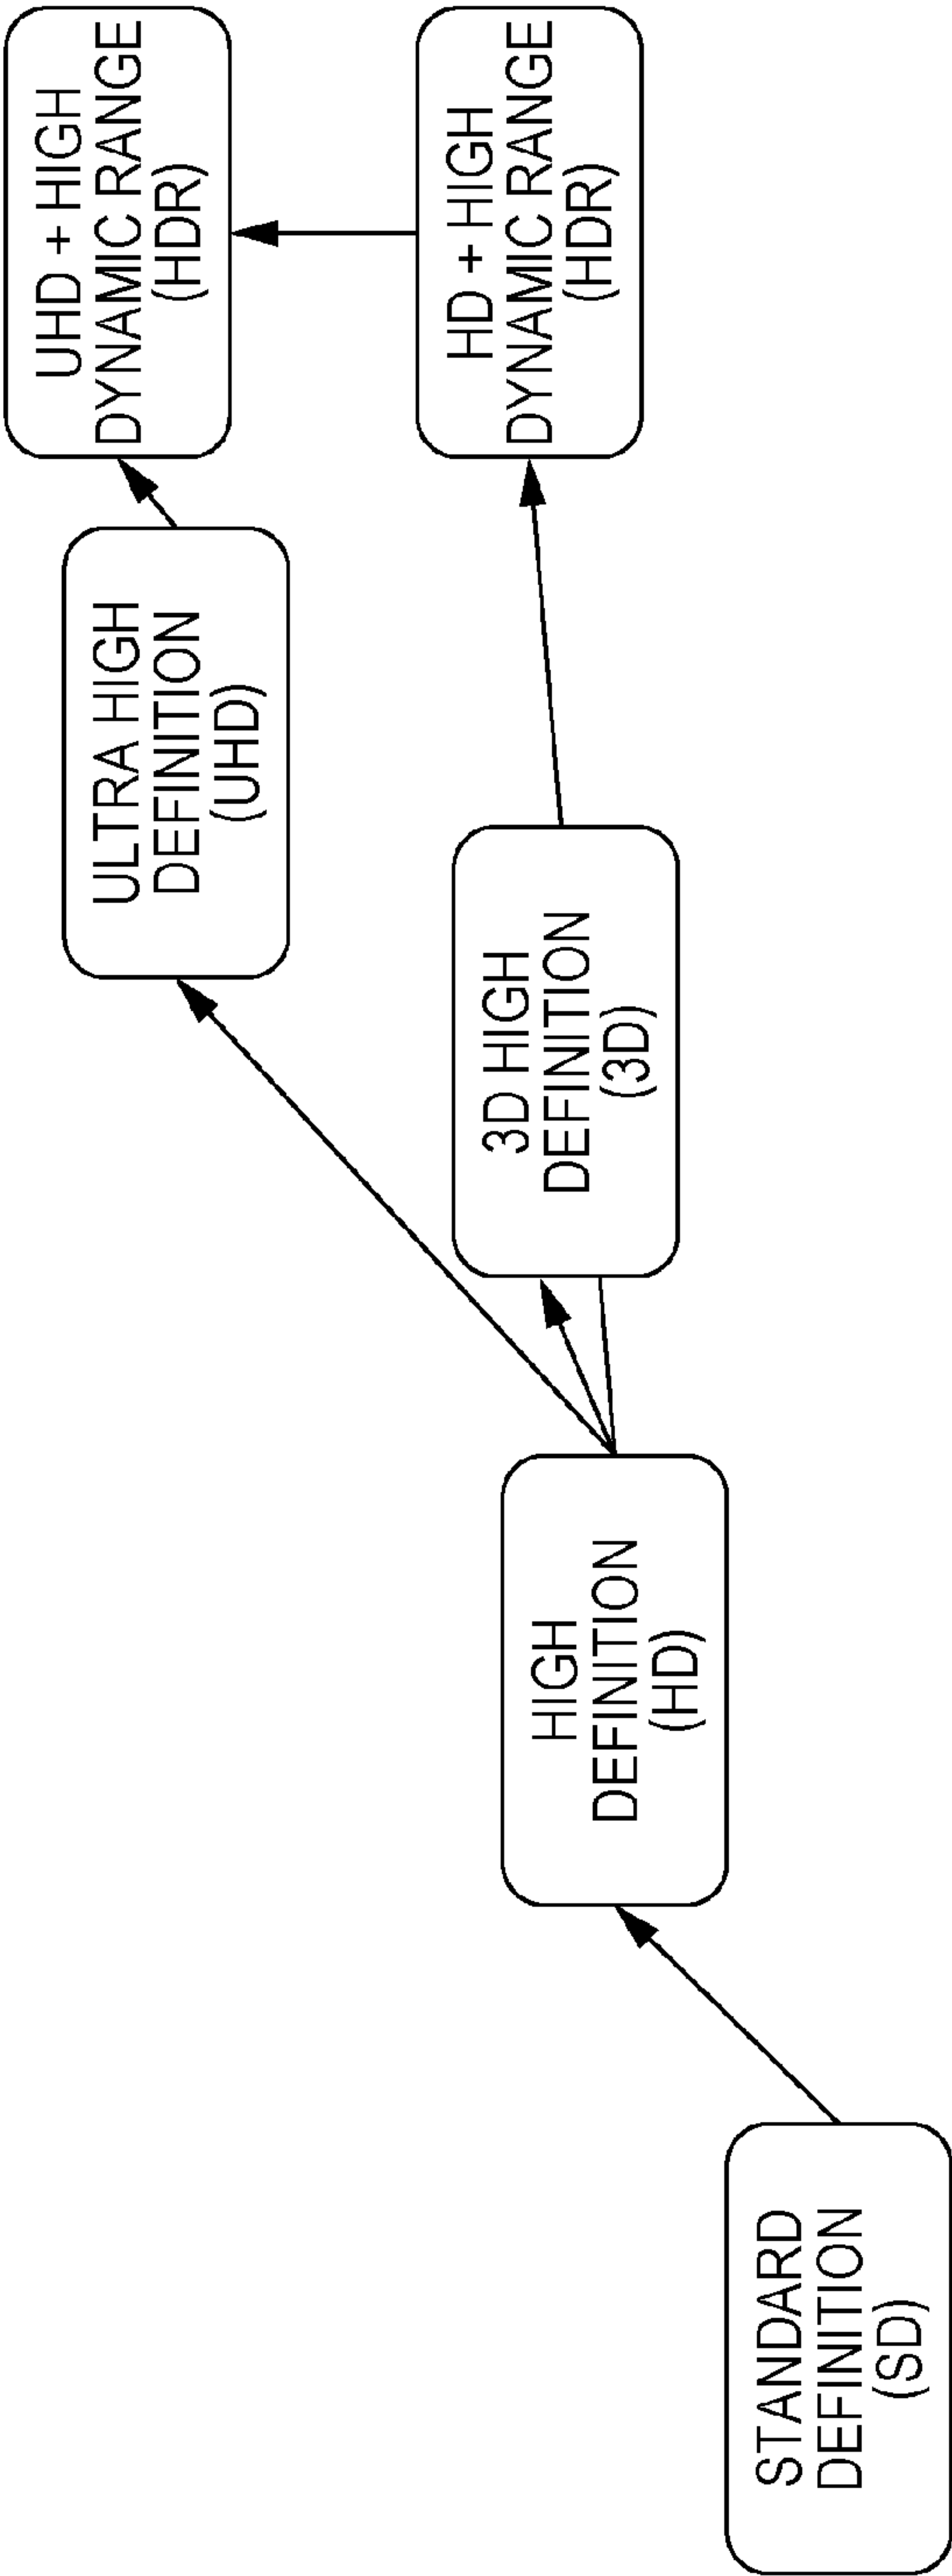 STANDARD
DEFINITION
(SD)
HIGH
DEFINITION
(HD)
3D HIGH
DEFINITION
(3D)
ULTRA HIGH
DEFINITION
(UHD)
UHD + HIGH
DYNAMIC RANGE
(HDR)
HD + HIGH
DYNAMIC RANGE
(HDR)